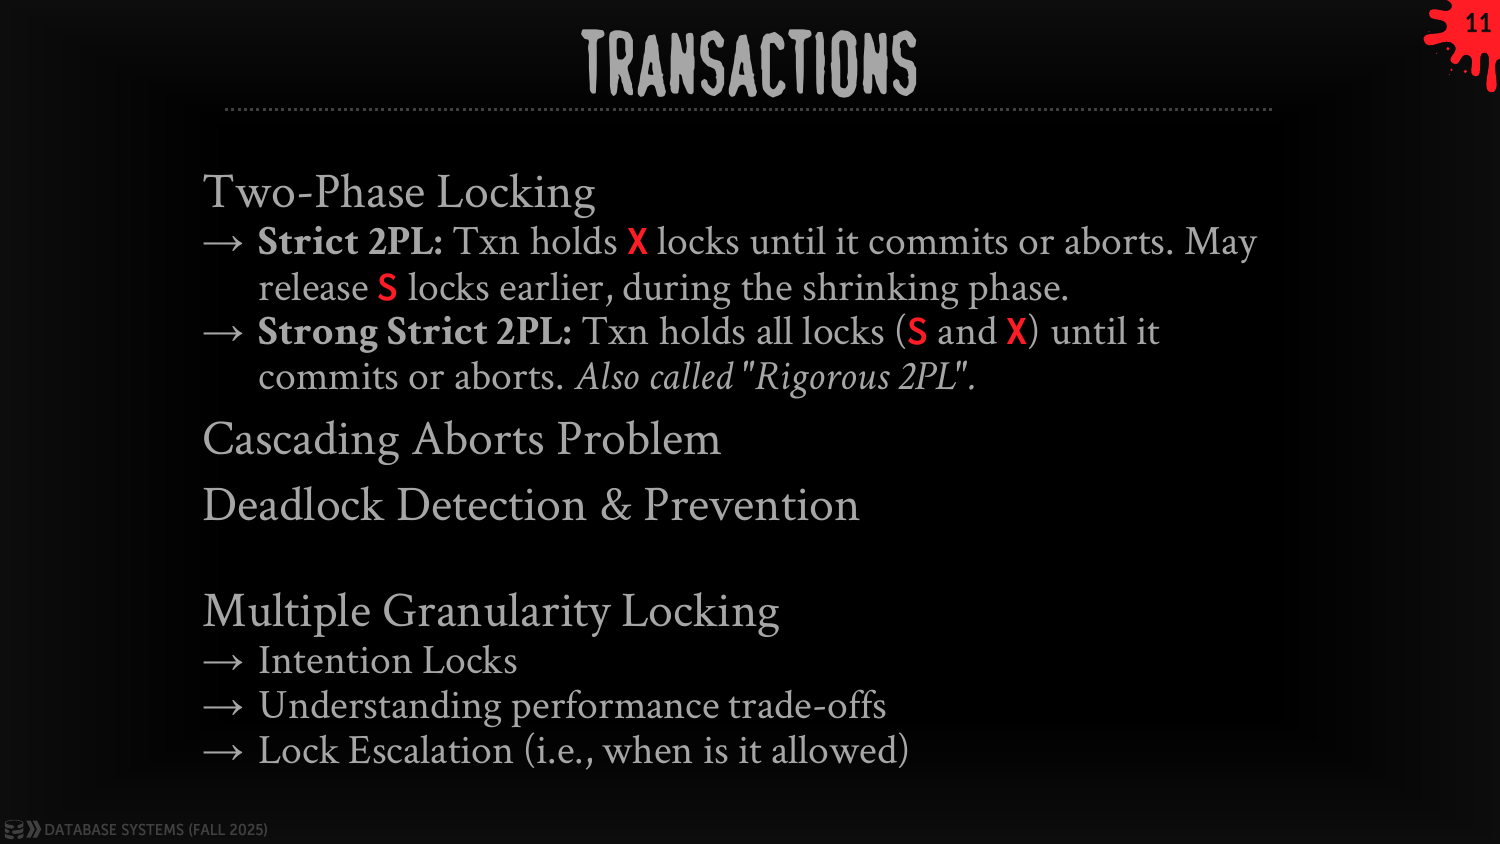 11
TRANSACTIONS
Two-Phase Locking
→ Strict 2PL: Txn holds X locks until it commits or aborts. May
release S locks earlier, during the shrinking phase.
→ Strong Strict 2PL: Txn holds all locks (S and X) until it
commits or aborts. Also called "Rigorous 2PL".
Cascading Aborts Problem
Deadlock Detection & Prevention
Multiple Granularity Locking
→ Intention Locks
→ Understanding performance trade-offs
→ Lock Escalation (i.e., when is it allowed)
DATABASE SYSTEMS (FALL 2025)